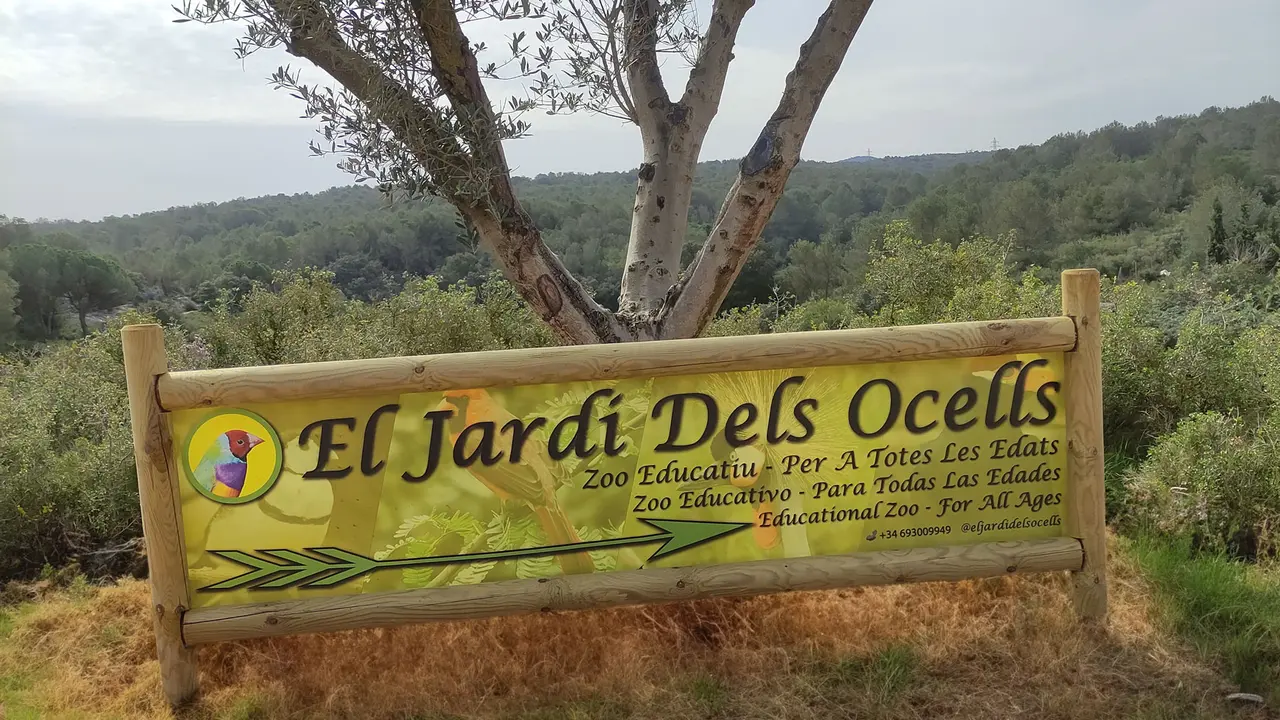 El Jardi Dels Ocells
Zoo Educatiu - Per A Totes Les Edats
Zoo Educativo - Para Todas Las Edades
Educational Zoo - For All Ages
+34 693009949 @eljardidelsocells